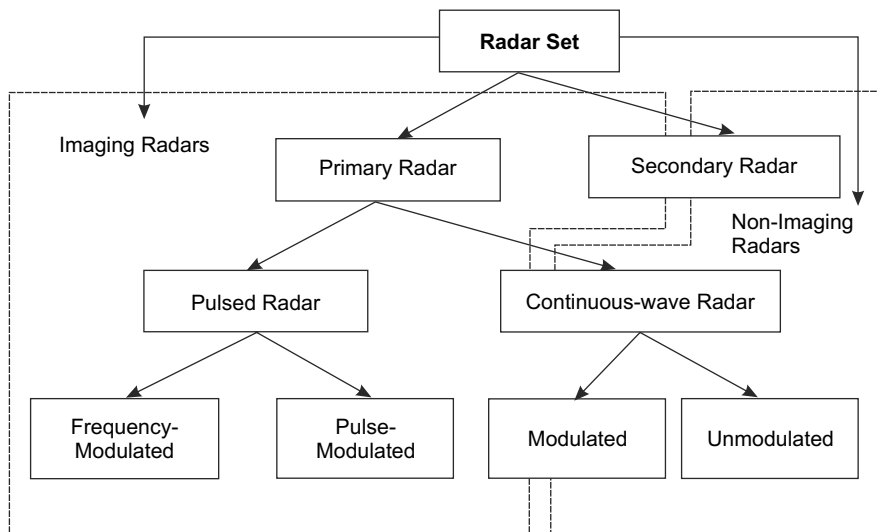 Radar Set
Imaging Radars
Primary Radar
Secondary Radar
Non-Imaging
Radars
Pulsed Radar
Continuous-wave Radar
Frequency-
Modulated
Pulse-
Modulated
Modulated
Unmodulated